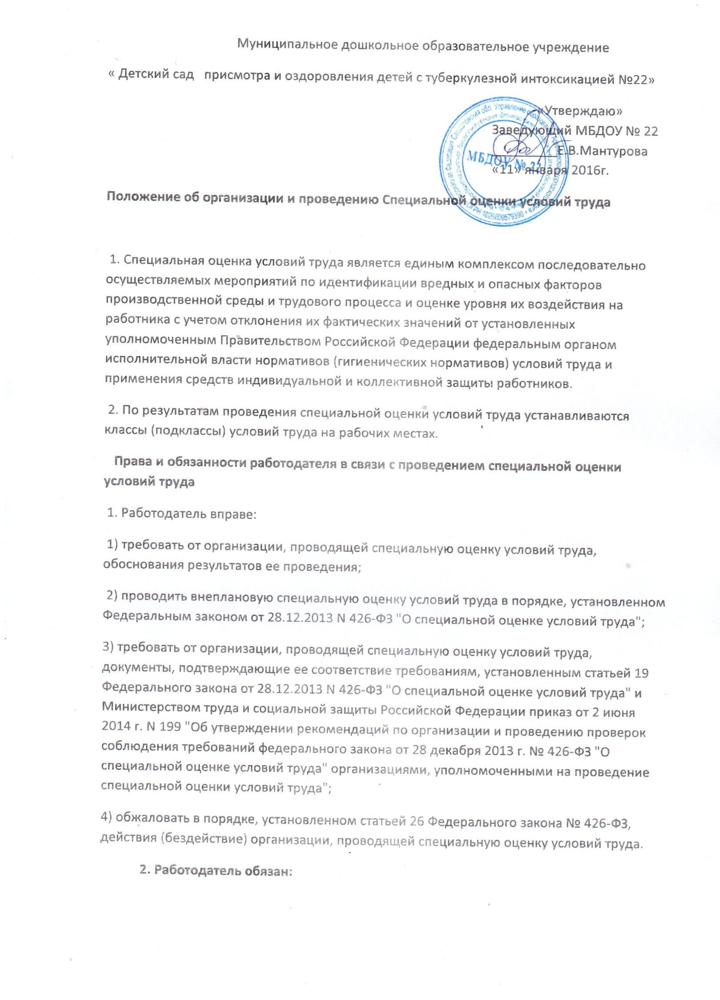 Муниципальное дошкольное образовательное учреждение
« Детский сад   присмотра и оздоровления детей с туберкулезной интоксикацией №22»
«Утверждаю»
Заведующий МБДОУ № 22
Е.В.Мантурова
«11» января 2016г.
МБДОУ № 22
Российская Федерация Свердловская обл. Управление образования Артемовского городского округа • ОГРН 1026600579390 •
Положение об организации и проведению Специальной оценки условий труда
1. Специальная оценка условий труда является единым комплексом последовательно
осуществляемых мероприятий по идентификации вредных и опасных факторов
производственной среды и трудового процесса и оценке уровня их воздействия на
работника с учетом отклонения их фактических значений от установленных
уполномоченным Правительством Российской Федерации федеральным органом
исполнительной власти нормативов (гигиенических нормативов) условий труда и
применения средств индивидуальной и коллективной защиты работников.
2. По результатам проведения специальной оценки условий труда устанавливаются
классы (подклассы) условий труда на рабочих местах.
Права и обязанности работодателя в связи с проведением специальной оценки
условий труда
1. Работодатель вправе:
1) требовать от организации, проводящей специальную оценку условий труда,
обоснования результатов ее проведения;
2) проводить внеплановую специальную оценку условий труда в порядке, установленном
Федеральным законом от 28.12.2013 N 426-ФЗ "О специальной оценке условий труда";
3) требовать от организации, проводящей специальную оценку условий труда,
документы, подтверждающие ее соответствие требованиям, установленным статьей 19
Федерального закона от 28.12.2013 N 426-ФЗ "О специальной оценке условий труда" и
Министерством труда и социальной защиты Российской Федерации приказ от 2 июня
2014 г. N 199 "Об утверждении рекомендаций по организации и проведению проверок
соблюдения требований федерального закона от 28 декабря 2013 г. № 426-ФЗ "О
специальной оценке условий труда" организациями, уполномоченными на проведение
специальной оценки условий труда";
4) обжаловать в порядке, установленном статьей 26 Федерального закона № 426-ФЗ,
действия (бездействие) организации, проводящей специальную оценку условий труда.
2. Работодатель обязан: